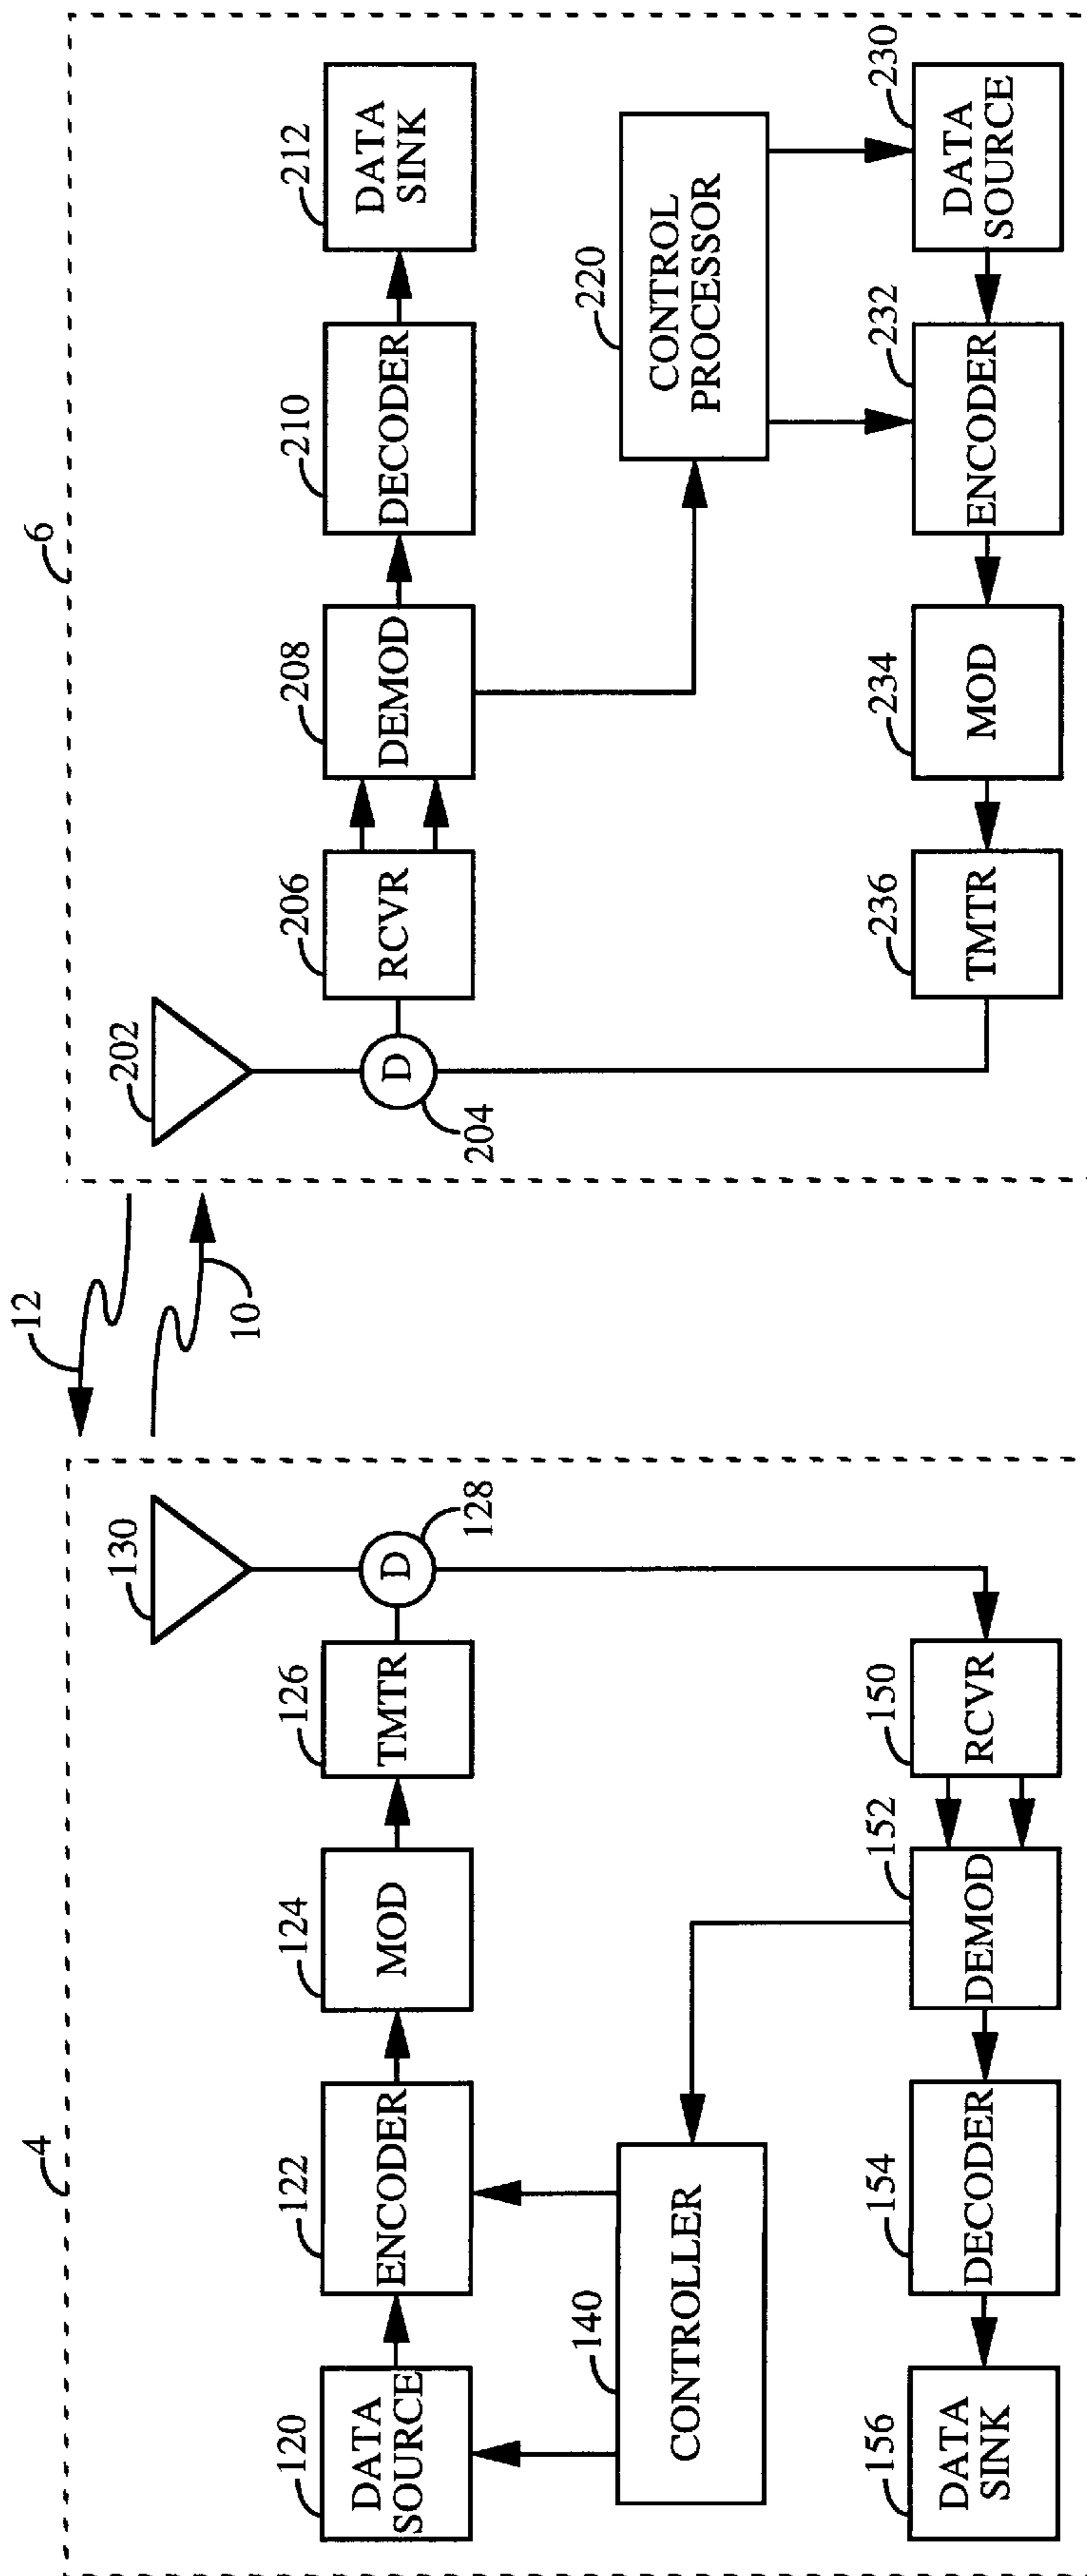 4
130
120
DATA
SOURCE
122
ENCODER
124
MOD
126
TMTR
D
128
140
CONTROLLER
156
DATA
SINK
154
DECODER
152
DEMOD
150
RCVR
12
10
6
202
D
204
206
RCVR
208
DEMOD
210
DECODER
212
DATA
SINK
220
CONTROL
PROCESSOR
236
TMTR
234
MOD
232
ENCODER
230
DATA
SOURCE